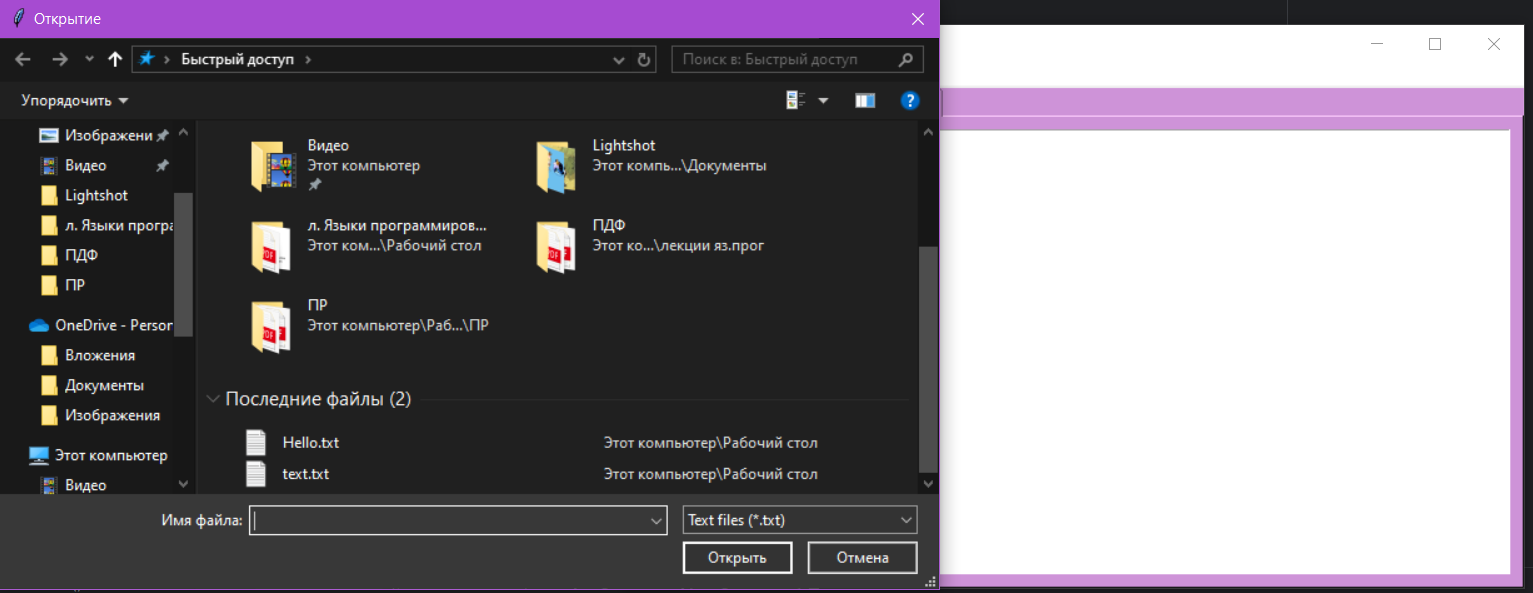 Открытие
Быстрый доступ
Поиск в: Быстрый доступ
Упорядочить
Изображени
Видео
Lightshot
л. Языки програ
ПДФ
ПР
OneDrive - Person
Вложения
Документы
Изображения
Этот компьютер
Видео
Видео
Этот компьютер
Lightshot
Этот компь...\Документы
л. Языки программиров...
Этот ком...\Рабочий стол
ПДФ
Этот ко...\лекции яз.прог
ПР
Этот компьютер\Раб...\ПР
Последние файлы (2)
Hello.txt Этот компьютер\Рабочий стол
text.txt Этот компьютер\Рабочий стол
Имя файла: Text files (*.txt)
Открыть Отмена